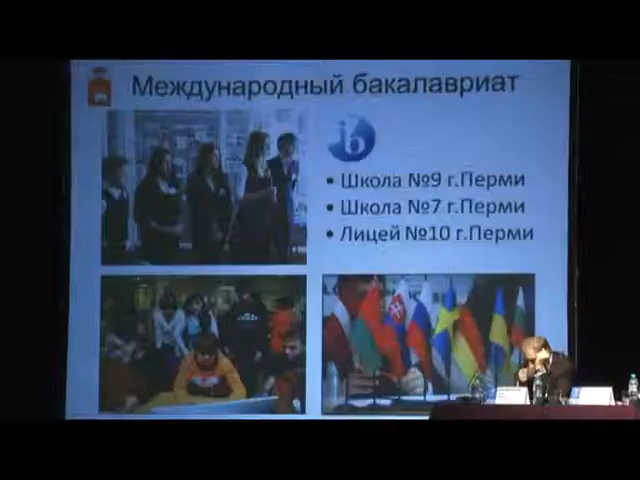 Международный бакалавриат
ib
• Школа №9 г.Перми
• Школа №7 г.Перми
• Лицей №10 г.Перми